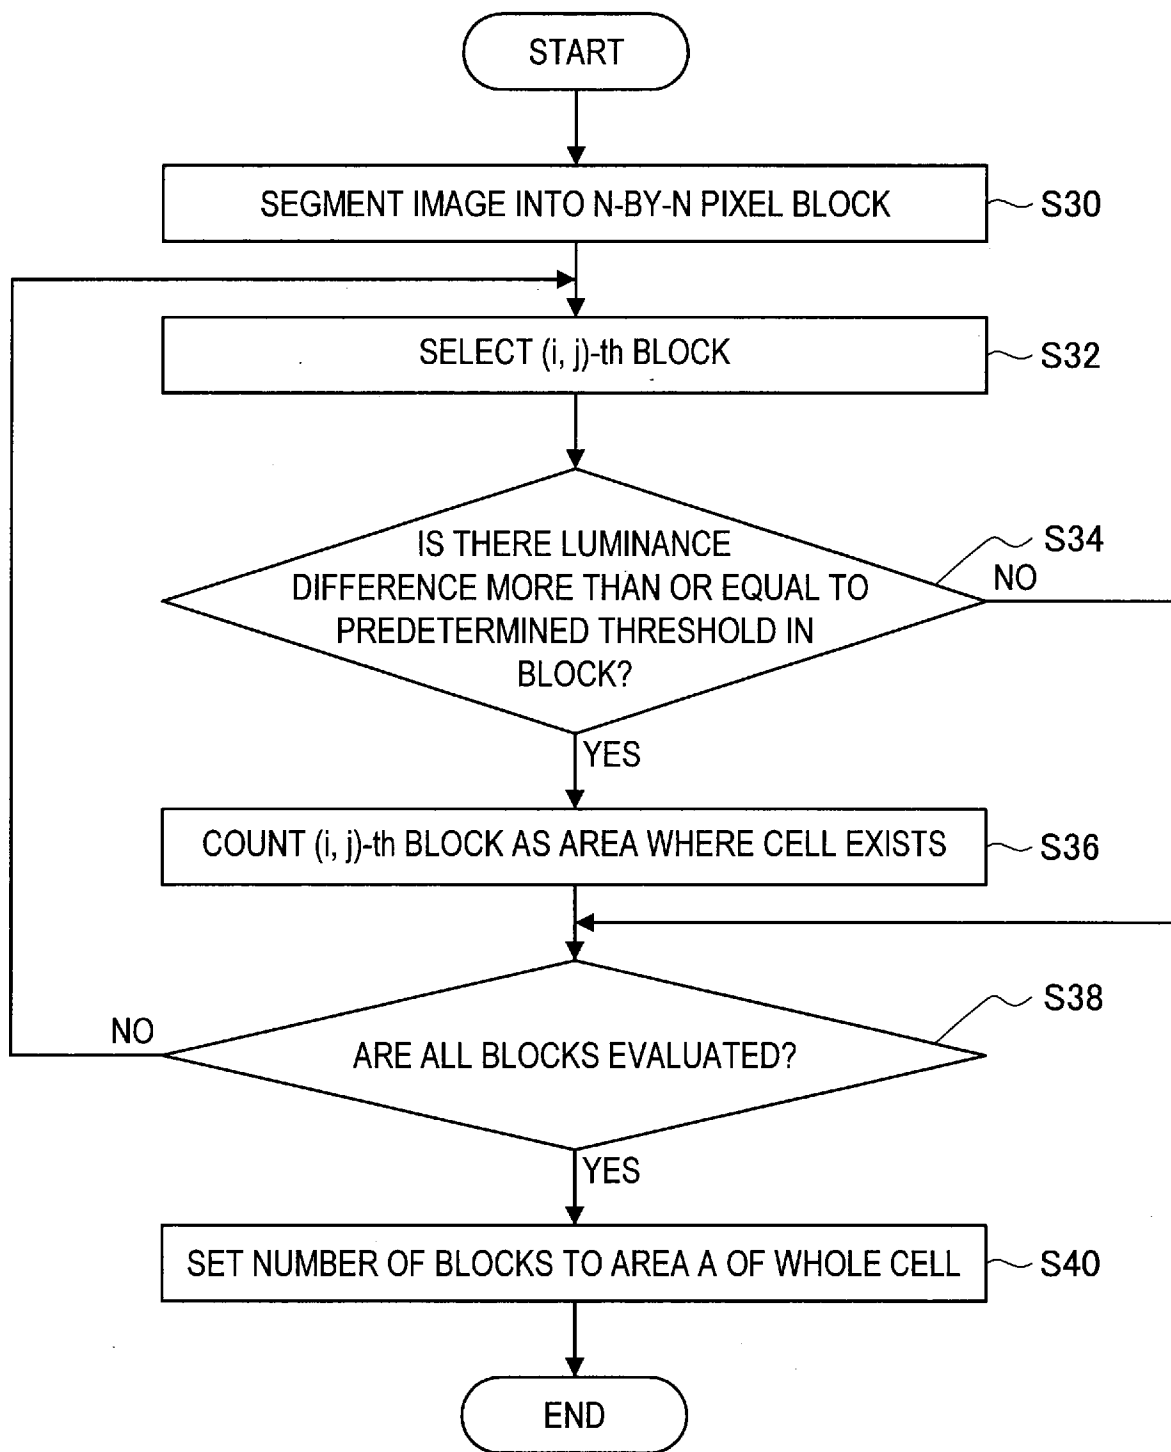 START
SEGMENT IMAGE INTO N-BY-N PIXEL BLOCK
S30
SELECT (i, j)-th BLOCK
S32
IS THERE LUMINANCE
DIFFERENCE MORE THAN OR EQUAL TO
PREDETERMINED THRESHOLD IN
BLOCK?
S34
NO
YES
COUNT (i, j)-th BLOCK AS AREA WHERE CELL EXISTS
S36
ARE ALL BLOCKS EVALUATED?
S38
NO
YES
SET NUMBER OF BLOCKS TO AREA A OF WHOLE CELL
S40
END